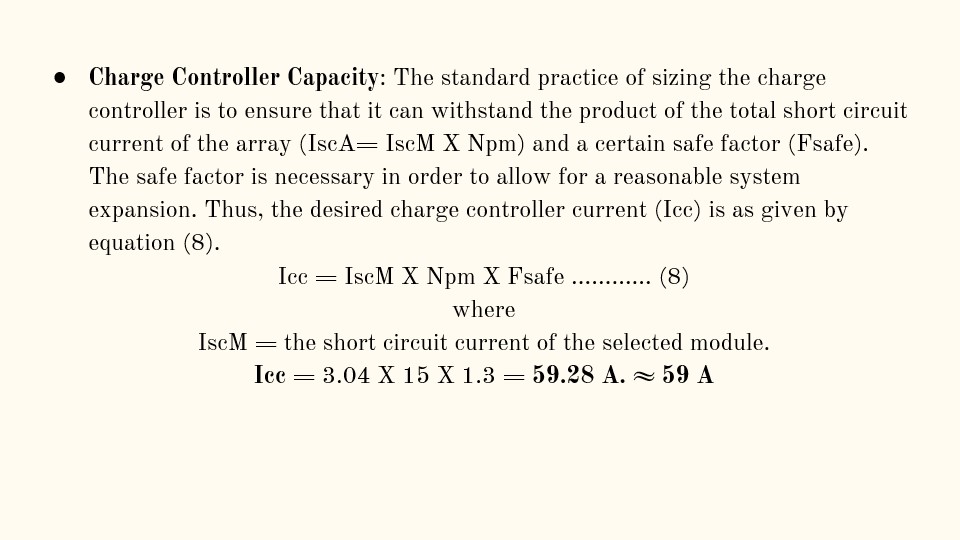 ● Charge Controller Capacity: The standard practice of sizing the charge
controller is to ensure that it can withstand the product of the total short circuit
current of the array (IscA= IscM X Npm) and a certain safe factor (Fsafe).
The safe factor is necessary in order to allow for a reasonable system
expansion. Thus, the desired charge controller current (Icc) is as given by
equation (8).
Icc = IscM X Npm X Fsafe ............ (8)
where
IscM = the short circuit current of the selected module.
Icc = 3.04 X 15 X 1.3 = 59.28 A. ≈ 59 A